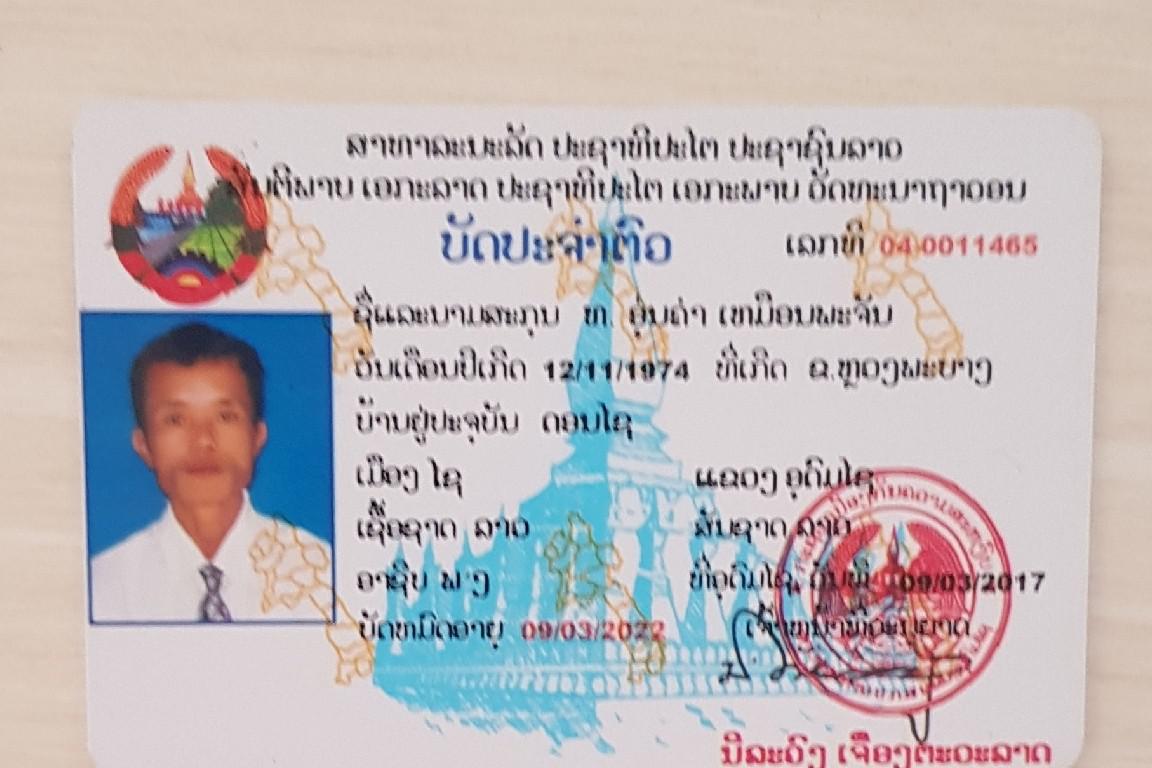 ສາທາລະນະລັດ ປະຊາທິປະໄຕ ປະຊາຊົນລາວ
ສັນຕິພາບ ເອກະລາດ ປະຊາທິປະໄຕ ເອກະພາບ ວັດທະນາຖາວອນ
ບັດປະຈຳຕົວ ເລກທີ 04-0011465
ຊື່ແລະນາມສະກຸນ ທ. ອຸ່ນຄຳ ເໝືອນພະຈັນ
ວັນເດືອນປີເກີດ 12/11/1974 ທີ່ເກີດ ຂ.ຫຼວງພະບາງ
ບ້ານຢູ່ປະຈຸບັນ ດອນໄຊ
ເມືອງ ໄຊ ແຂວງ ອຸດົມໄຊ
ເຊື້ອຊາດ ລາວ ສັນຊາດ ລາວ
ອາຊີບ ພ/ງ ທີ່ອຸດົມໄຊ, ວັນທີ 09/03/2017
ບັດຫມົດອາຍຸ 09/03/2022 ເຈົ້າຫນ້າທີ່ອະນຸຍາດ
ນິລະວົງ ເຈືອງຕະວະລາດ